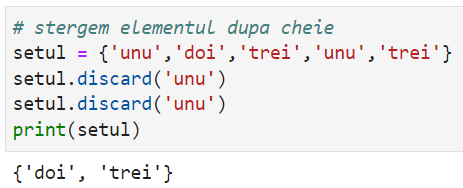 # stergem elementul dupa cheie
setul = {'unu','doi','trei','unu','trei'}
setul.discard('unu')
setul.discard('unu')
print(setul)
{'doi', 'trei'}